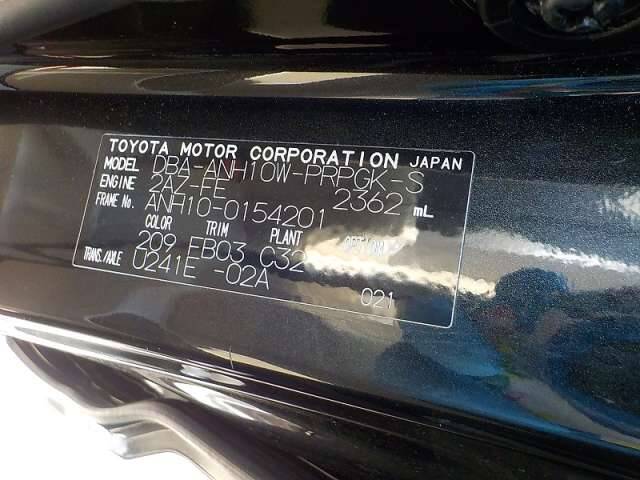 TOYOTA MOTOR CORPORATION JAPAN
MODEL DBA-ANH10W-PRPGK-S
ENGINE 2AZ-FE 2362 mL
FRAME No. ANH10-0154201
COLOR TRIM PLANT OPTION
209 FB03 C32
TRANS./AXLE U241E -02A
021